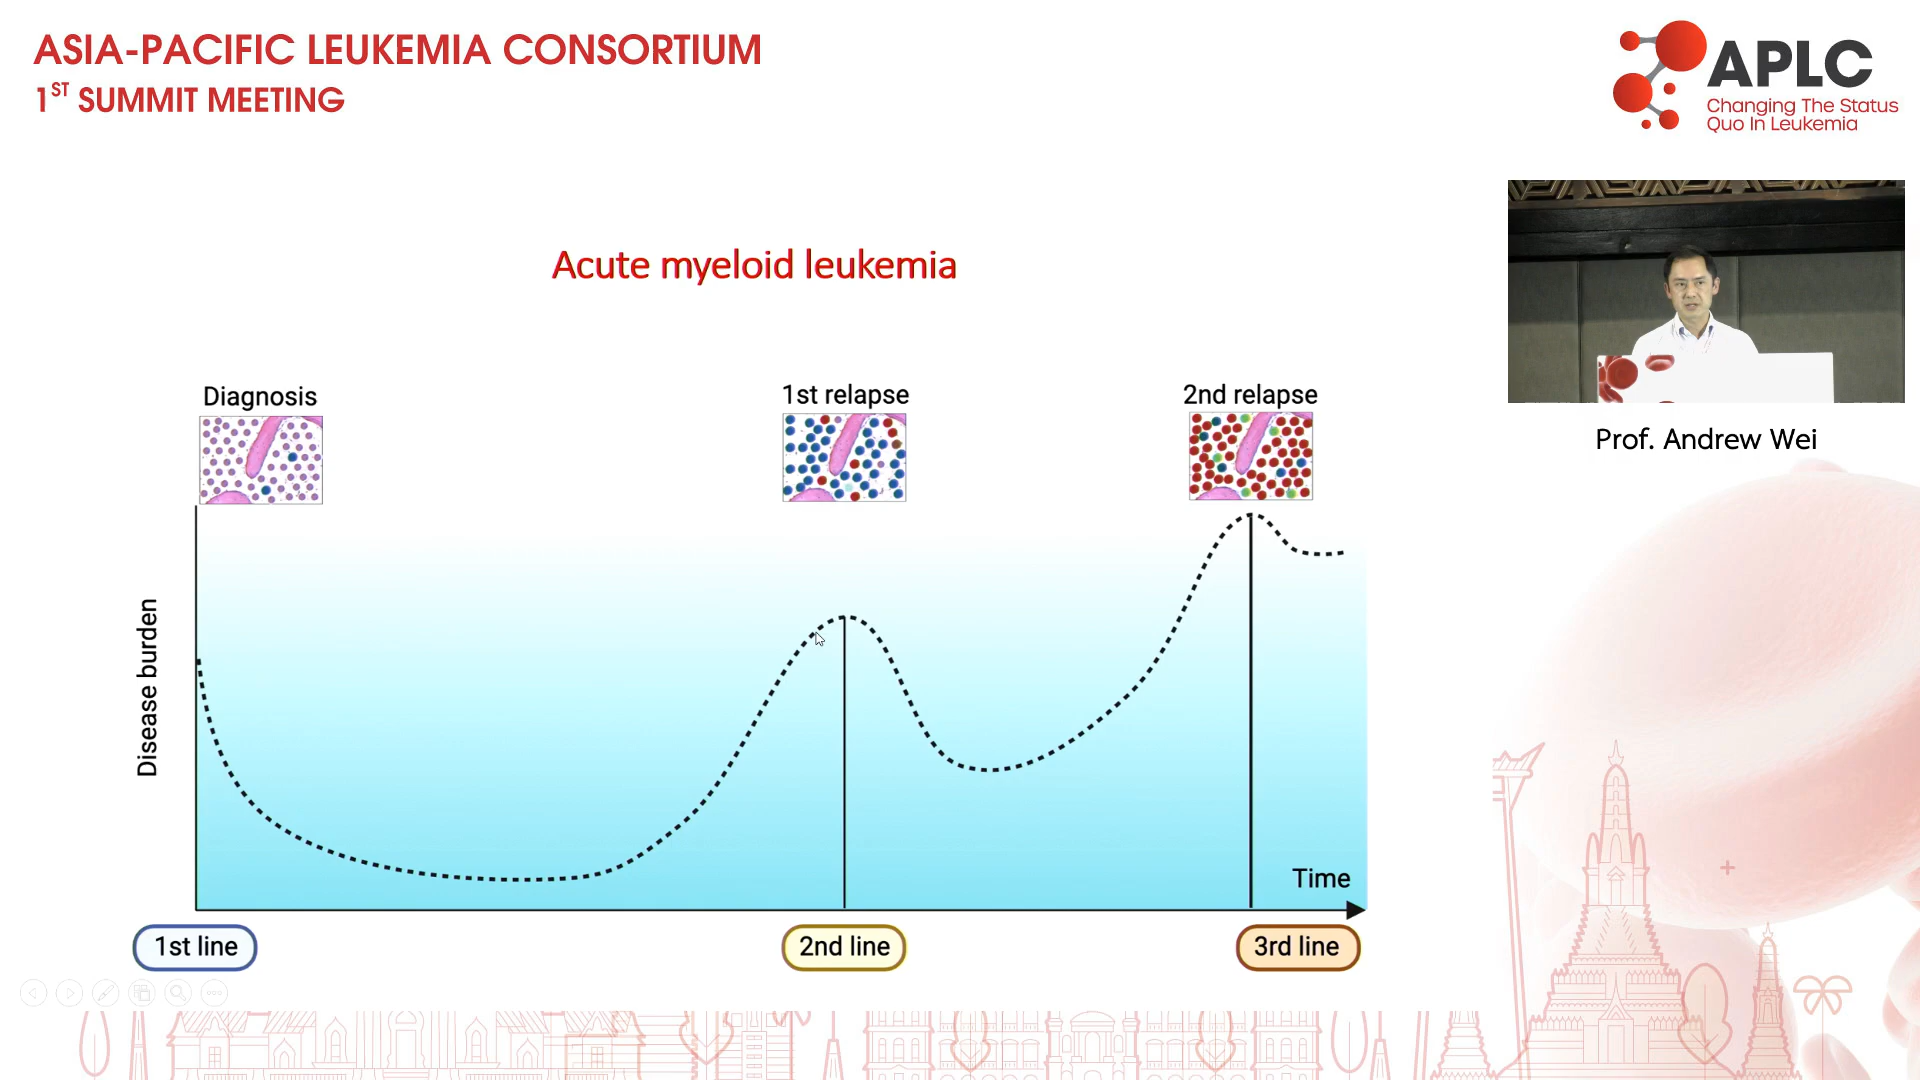 ASIA-PACIFIC LEUKEMIA CONSORTIUM
1ST SUMMIT MEETING
APLC
Changing The Status
Quo In Leukemia
Acute myeloid leukemia
Prof. Andrew Wei
Diagnosis
1st relapse
2nd relapse
Disease burden
Time
1st line
2nd line
3rd line